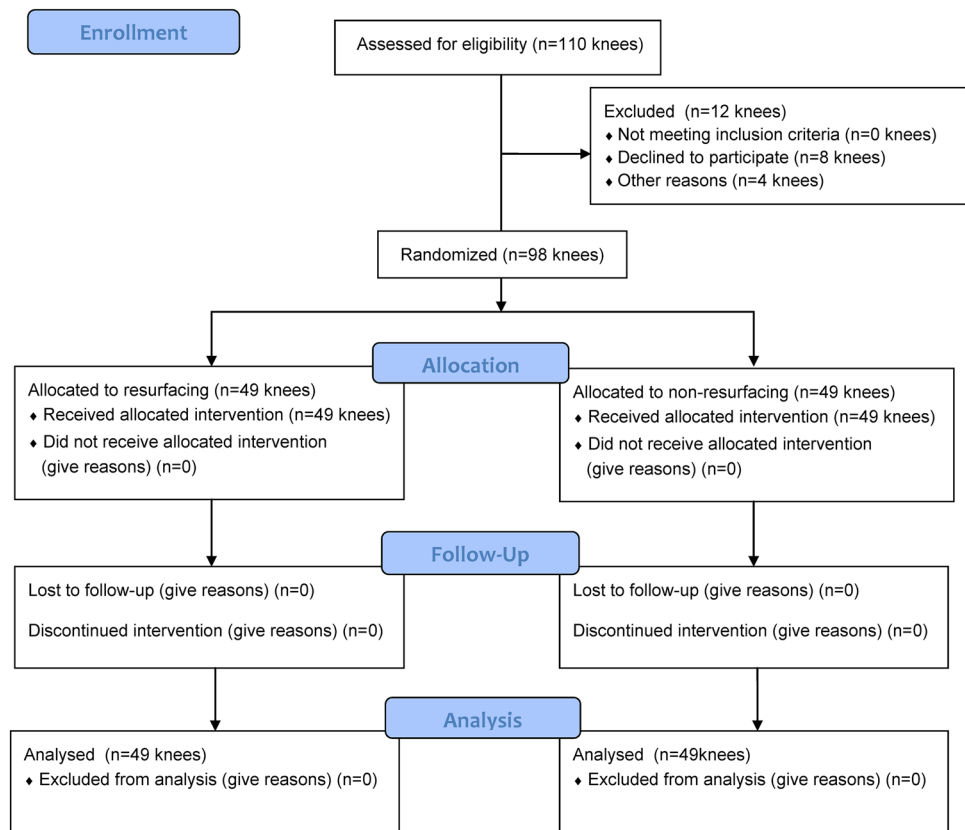 Enrollment
Assessed for eligibility (n=110 knees)
Excluded (n=12 knees)
♦ Not meeting inclusion criteria (n=0 knees)
♦ Declined to participate (n=8 knees)
♦ Other reasons (n=4 knees)
Randomized (n=98 knees)
Allocation
Allocated to resurfacing (n=49 knees)
♦ Received allocated intervention (n=49 knees)
♦ Did not receive allocated intervention
(give reasons) (n=0)
Allocated to non-resurfacing (n=49 knees)
♦ Received allocated intervention (n=49 knees)
♦ Did not receive allocated intervention
(give reasons) (n=0)
Follow-Up
Lost to follow-up (give reasons) (n=0)
Discontinued intervention (give reasons) (n=0)
Lost to follow-up (give reasons) (n=0)
Discontinued intervention (give reasons) (n=0)
Analysis
Analysed (n=49 knees)
♦ Excluded from analysis (give reasons) (n=0)
Analysed (n=49knees)
♦ Excluded from analysis (give reasons) (n=0)